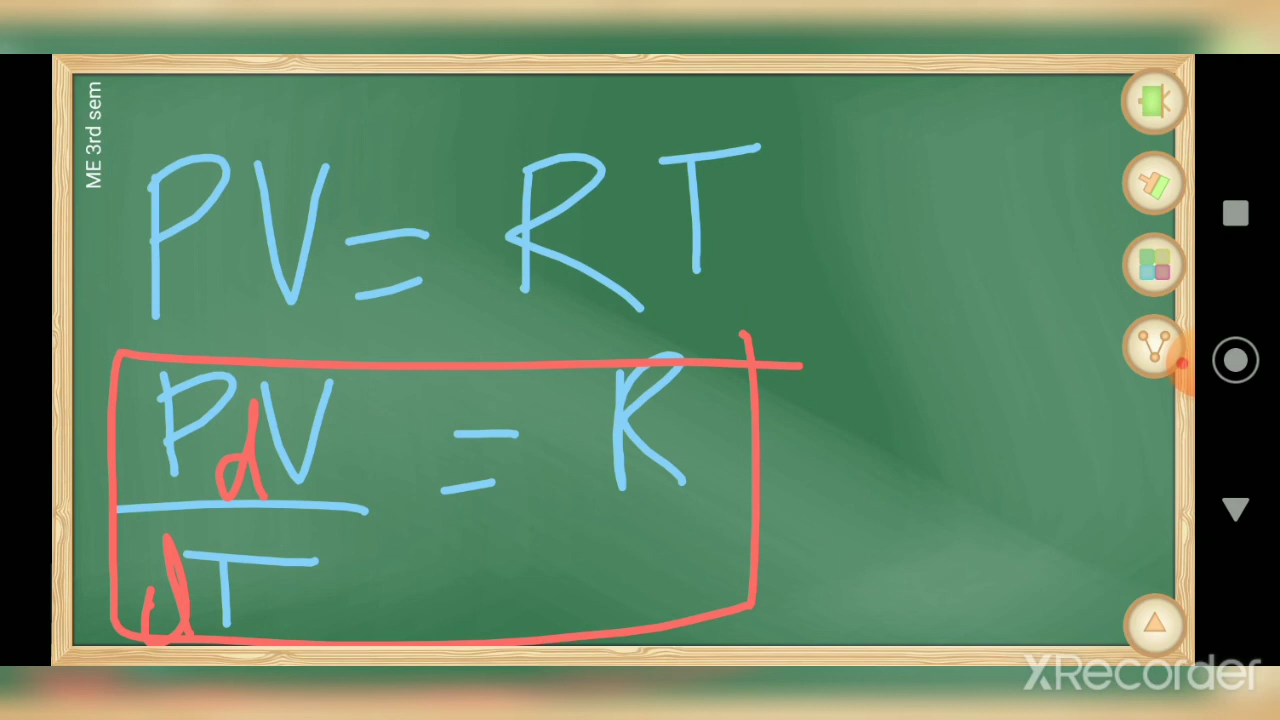 ME 3rd sem
PV = RT
PdV
= R
dT
XRecorder